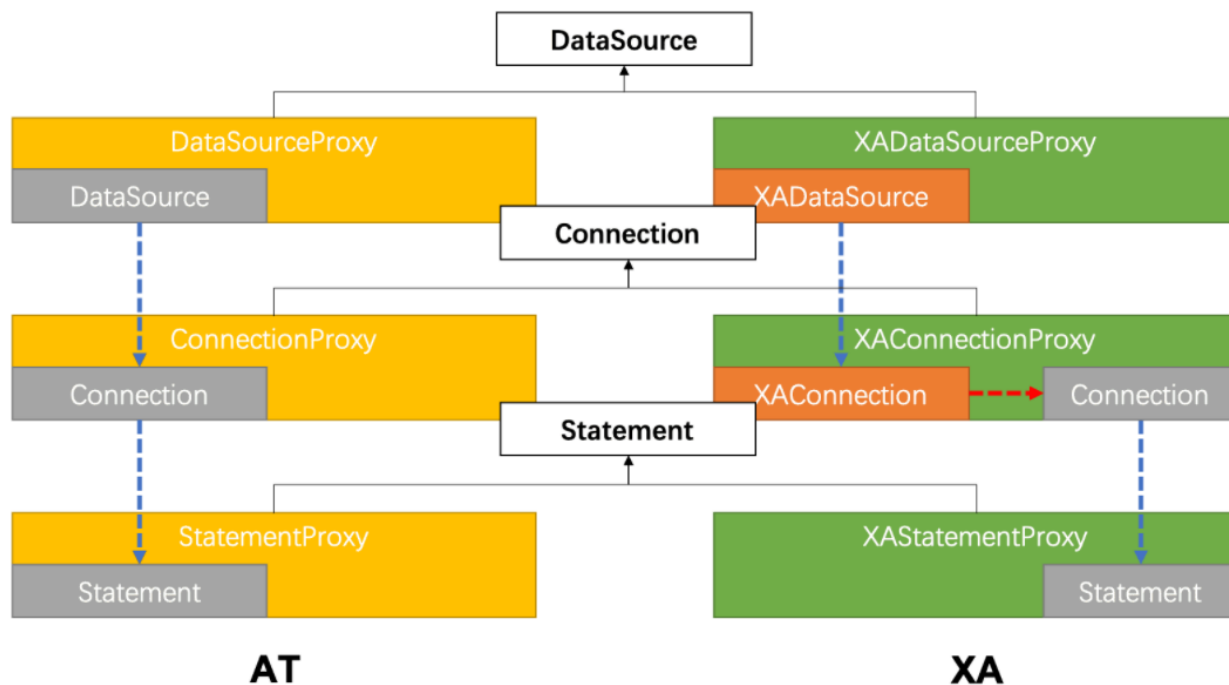 DataSource
DataSourceProxy
XADataSourceProxy
DataSource
XADataSource
Connection
ConnectionProxy
XAConnectionProxy
Connection
XAConnection
Connection
Statement
StatementProxy
XAStatementProxy
Statement
Statement
AT
XA